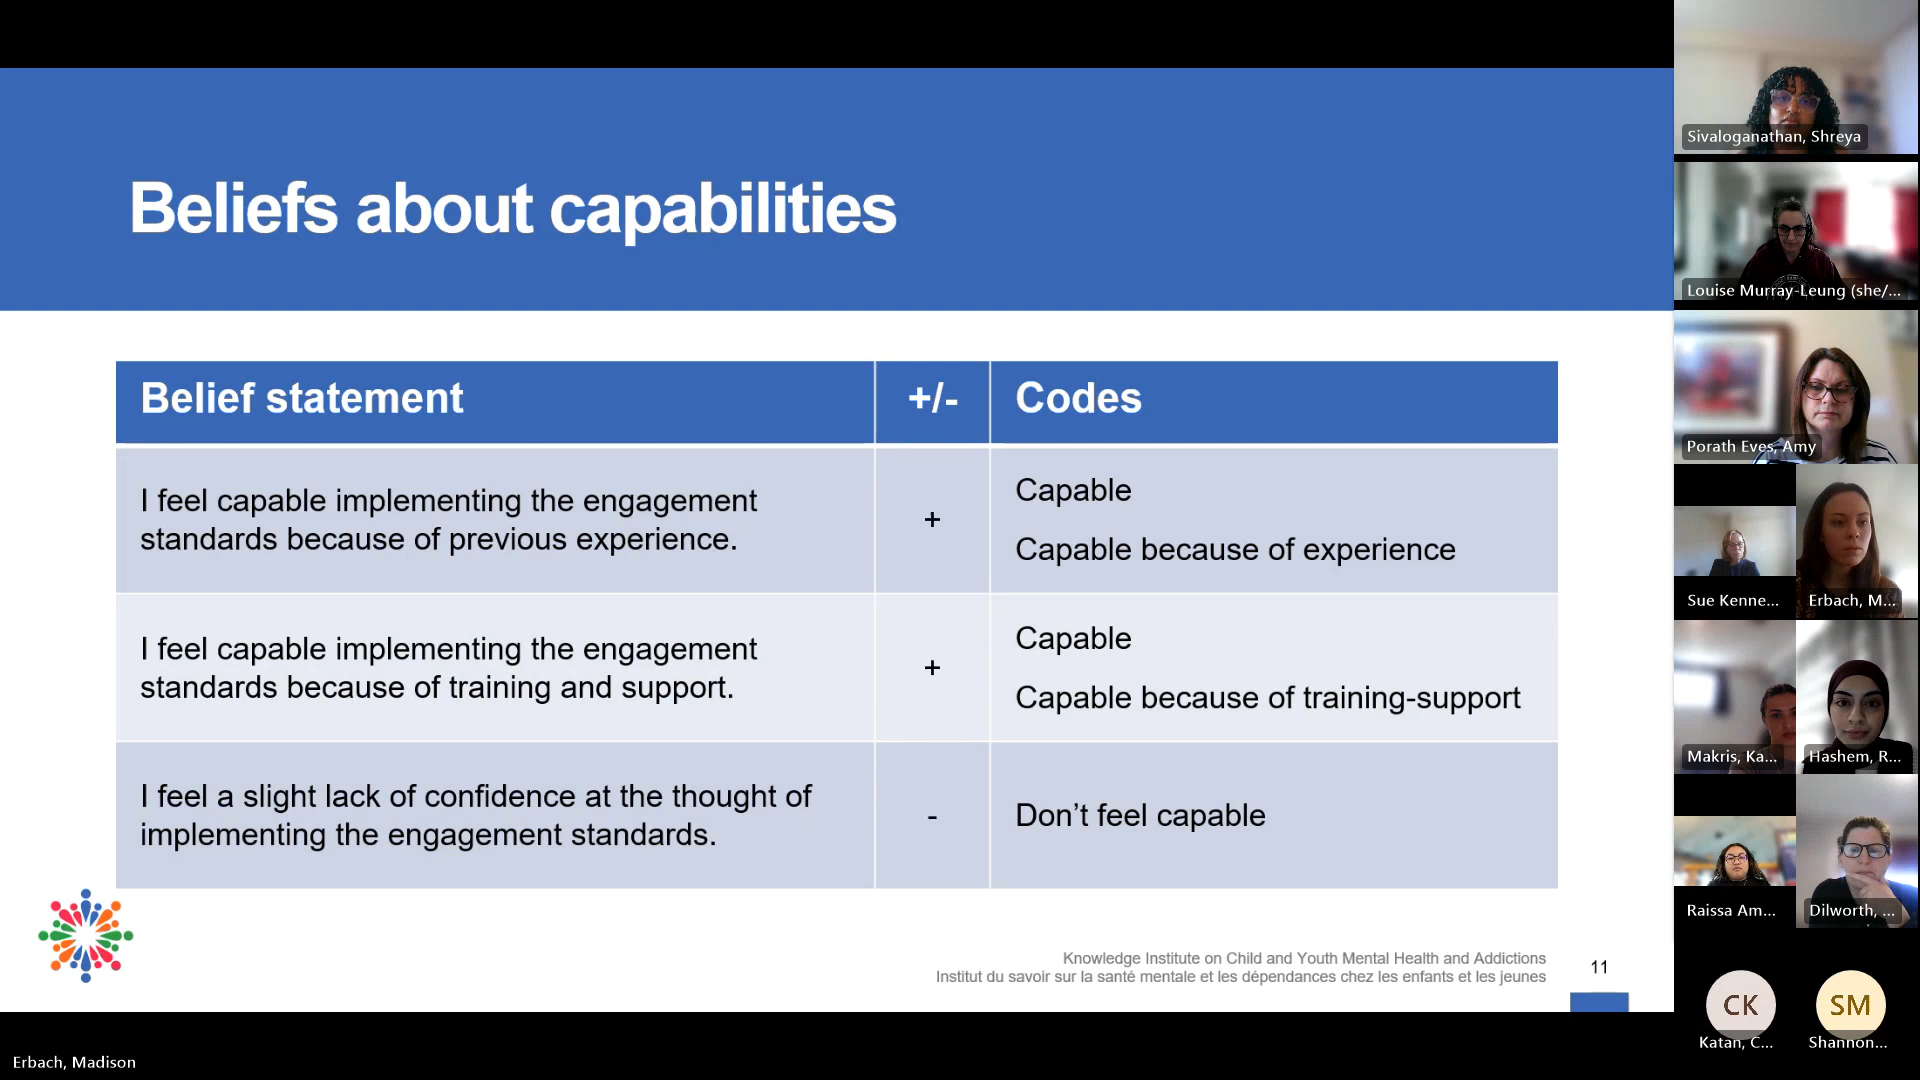 Beliefs about capabilities
Belief statement
+/-
Codes
I feel capable implementing the engagement
standards because of previous experience.
+
Capable
Capable because of experience
I feel capable implementing the engagement
standards because of training and support.
+
Capable
Capable because of training-support
I feel a slight lack of confidence at the thought of
implementing the engagement standards.
-
Don’t feel capable
Knowledge Institute on Child and Youth Mental Health and Addictions
Institut du savoir sur la santé mentale et les dépendances chez les enfants et les jeunes
11
Erbach, Madison
Sivaloganathan, Shreya
Louise Murray-Leung (she/...
Porath Eves, Amy
Sue Kenne...
Erbach, M...
Makris, Ka...
Hashem, R...
Raissa Am...
Dilworth, ...
CK
SM
Katan, C...
Shannon...